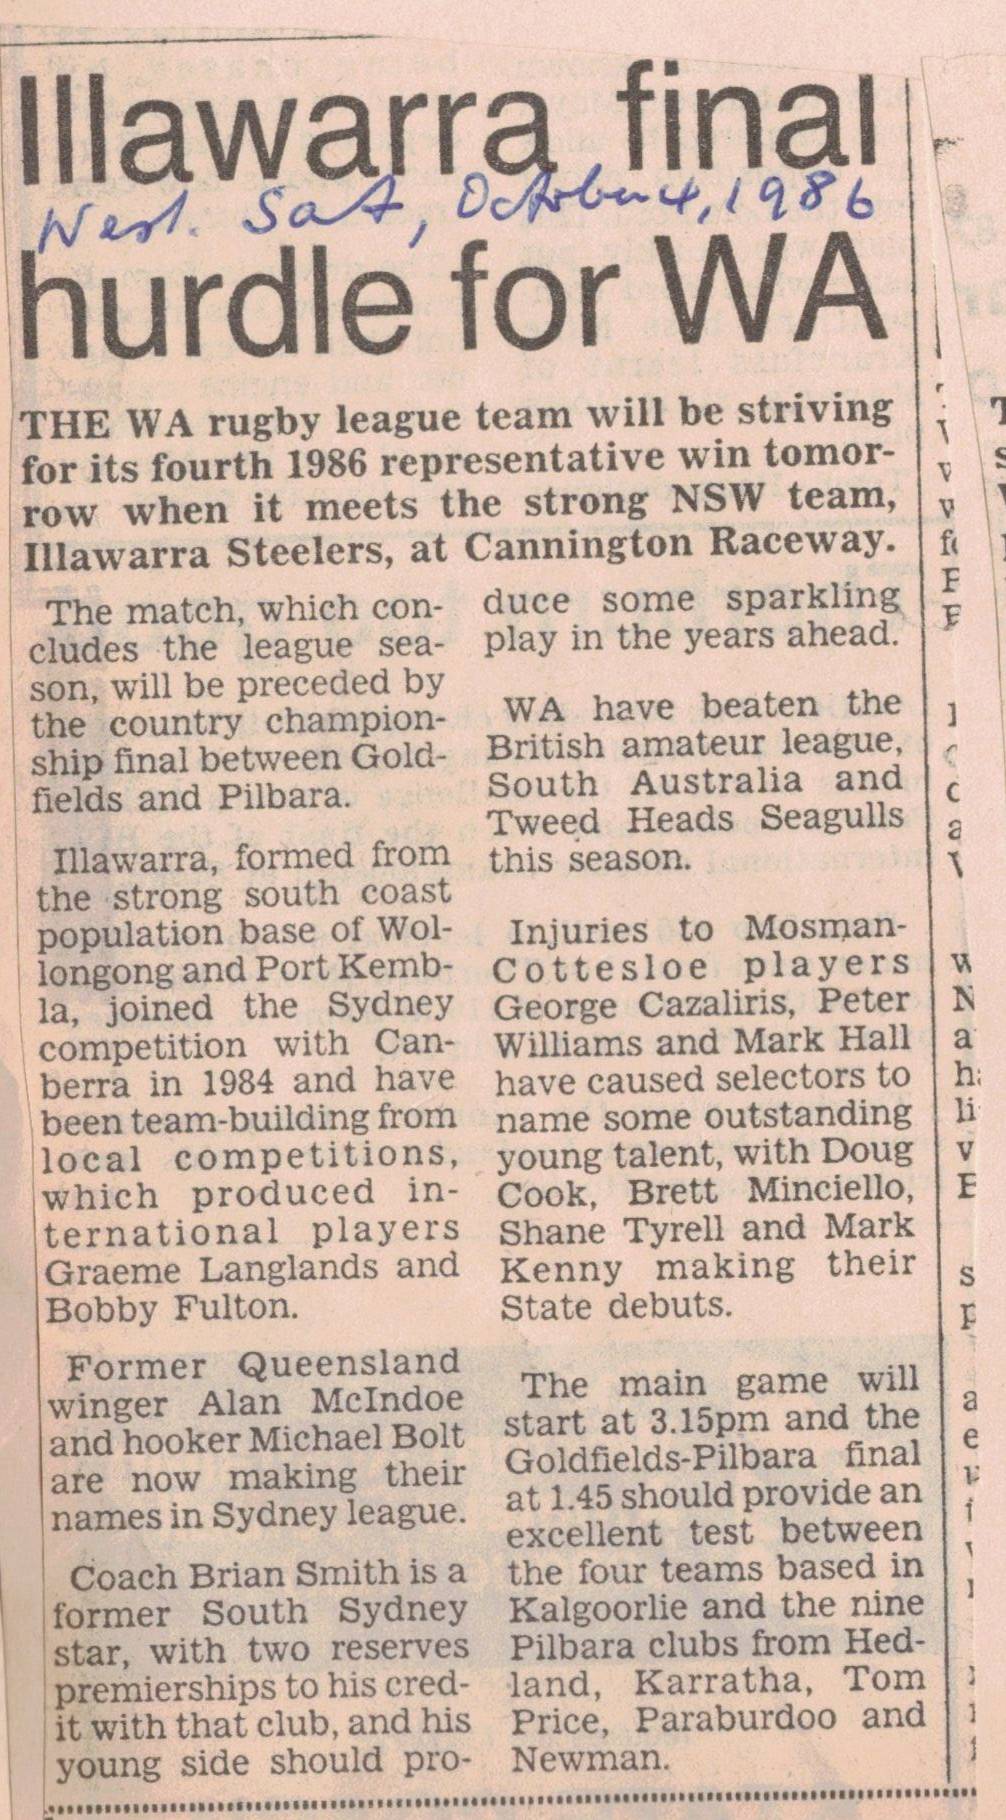 Illawarra final
West. Sat, October 4, 1986
hurdle for WA
THE WA rugby league team will be striving
for its fourth 1986 representative win tomor-
row when it meets the strong NSW team,
Illawarra Steelers, at Cannington Raceway.
The match, which con-
cludes the league sea-
son, will be preceded by
the country champion-
ship final between Gold-
fields and Pilbara.
Illawarra, formed from
the strong south coast
population base of Wol-
longong and Port Kemb-
la, joined the Sydney
competition with Can-
berra in 1984 and have
been team-building from
local competitions,
which produced in-
ternational players
Graeme Langlands and
Bobby Fulton.
Former Queensland
winger Alan McIndoe
and hooker Michael Bolt
are now making their
names in Sydney league.
Coach Brian Smith is a
former South Sydney
star, with two reserves
premierships to his cred-
it with that club, and his
young side should pro-
duce some sparkling
play in the years ahead.
WA have beaten the
British amateur league,
South Australia and
Tweed Heads Seagulls
this season.
Injuries to Mosman-
Cottesloe players
George Cazaliris, Peter
Williams and Mark Hall
have caused selectors to
name some outstanding
young talent, with Doug
Cook, Brett Minciello,
Shane Tyrell and Mark
Kenny making their
State debuts.
The main game will
start at 3.15pm and the
Goldfields-Pilbara final
at 1.45 should provide an
excellent test between
the four teams based in
Kalgoorlie and the nine
Pilbara clubs from Hed-
land, Karratha, Tom
Price, Paraburdoo and
Newman.